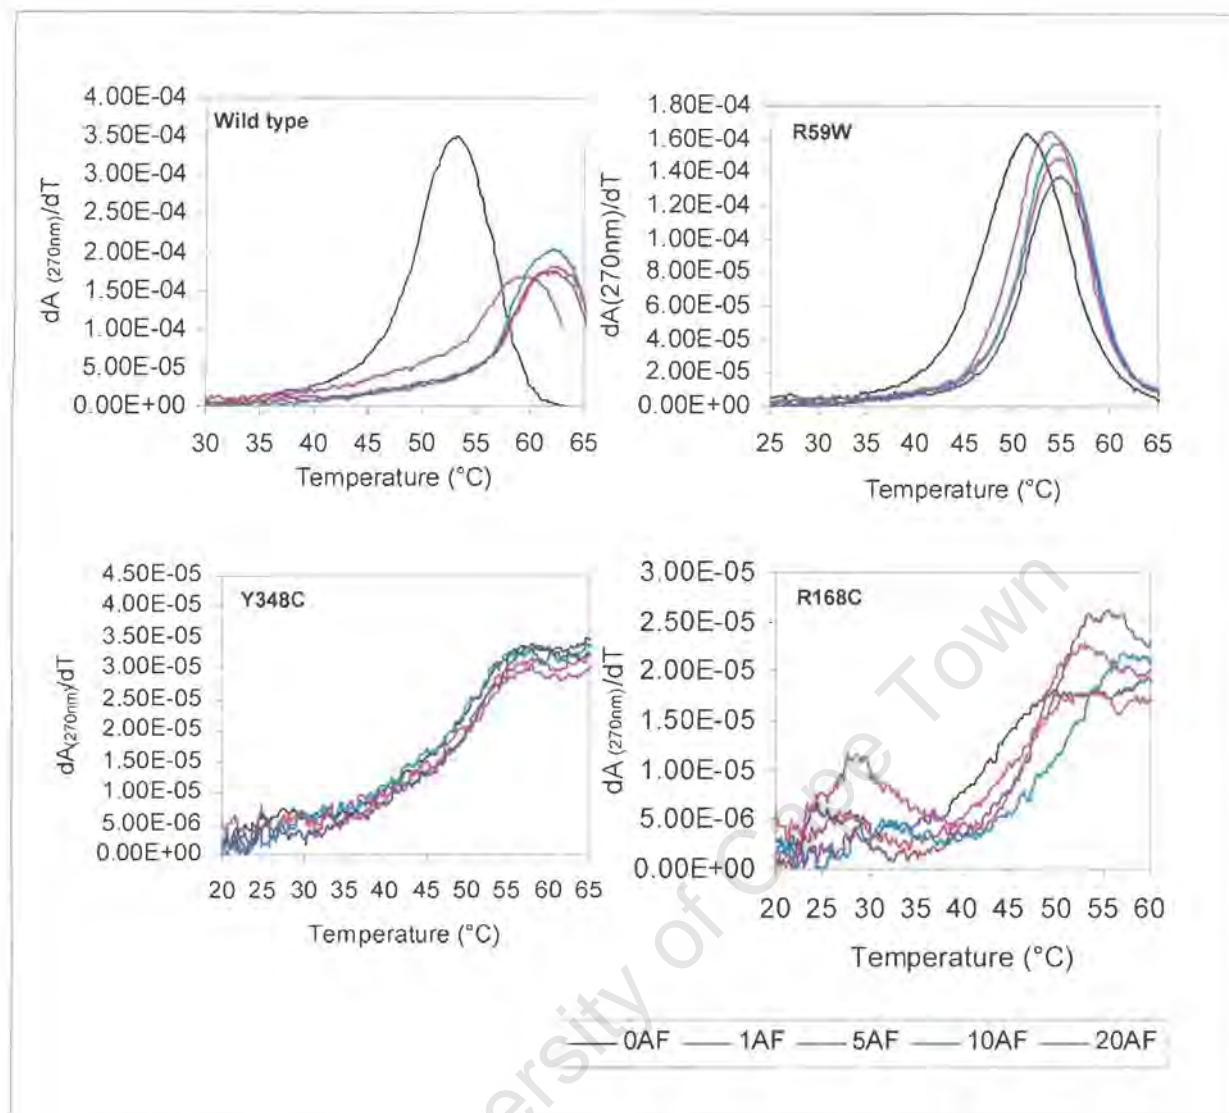 Wild type
dA (270nm)/dT
4.00E-04
3.50E-04
3.00E-04
2.50E-04
2.00E-04
1.50E-04
1.00E-04
5.00E-05
0.00E+00
30 35 40 45 50 55 60 65
Temperature (°C)
R59W
dA(270nm)/dT
1.80E-04
1.60E-04
1.40E-04
1.20E-04
1.00E-04
8.00E-05
6.00E-05
4.00E-05
2.00E-05
0.00E+00
25 30 35 40 45 50 55 60 65
Temperature (°C)
Y348C
dA(270nm)/dT
4.50E-05
4.00E-05
3.50E-05
3.00E-05
2.50E-05
2.00E-05
1.50E-05
1.00E-05
5.00E-06
0.00E+00
20 25 30 35 40 45 50 55 60 65
Temperature (°C)
R168C
dA (270nm)/dT
3.00E-05
2.50E-05
2.00E-05
1.50E-05
1.00E-05
5.00E-06
0.00E+00
20 25 30 35 40 45 50 55 60
Temperature (°C)
0AF 1AF 5AF 10AF 20AF
ersity of Cape Town